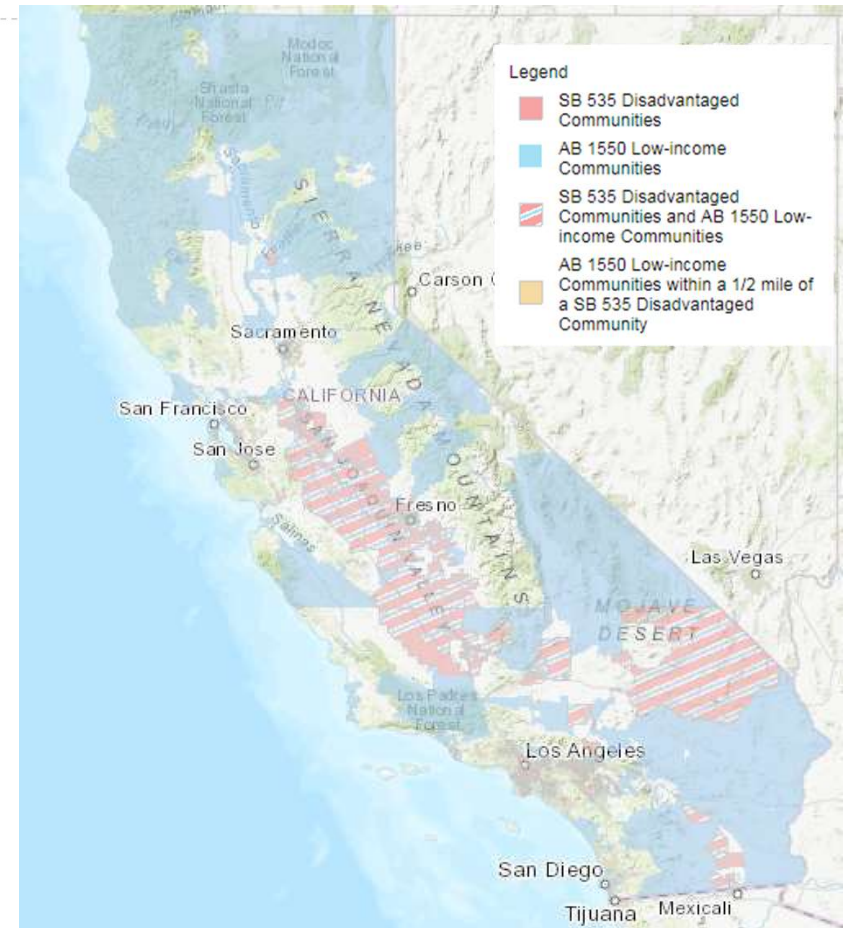 Modoc
National
Forest
Shasta
National
Forest
Sacramento
SIERRA NEVADA MOUNTAINS
Legend
SB 535 Disadvantaged
Communities
AB 1550 Low-income
Communities
SB 535 Disadvantaged
Communities and AB 1550 Low-
income Communities
AB 1550 Low-income
Communities within a 1/2 mile of
a SB 535 Disadvantaged
Community
Carson
Sacramento
CALIFORNIA
San Francisco
San Jose
SAN JOAQUIN VALLEY
Fresno
Salinas
Las Vegas
MOJAVE
DESERT
Los Padres
National
Forest
Los Angeles
San Diego
Tijuana
Mexicali